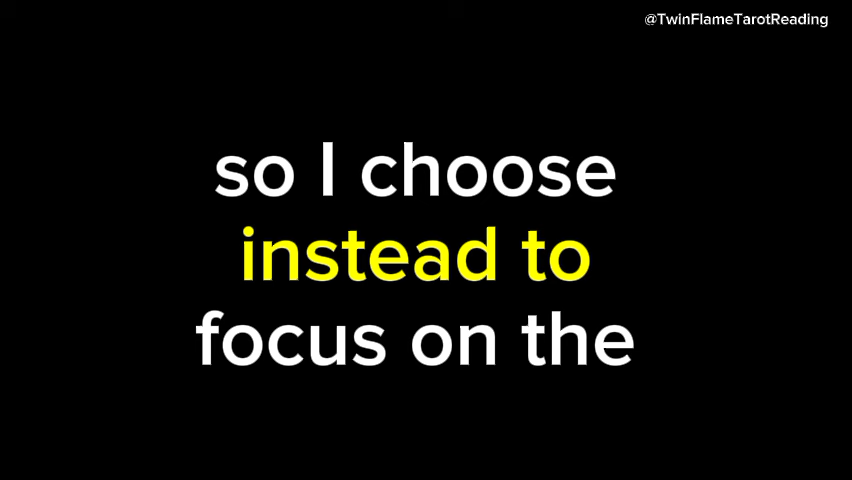 @TwinFlameTarotReading
so I choose
instead to
focus on the